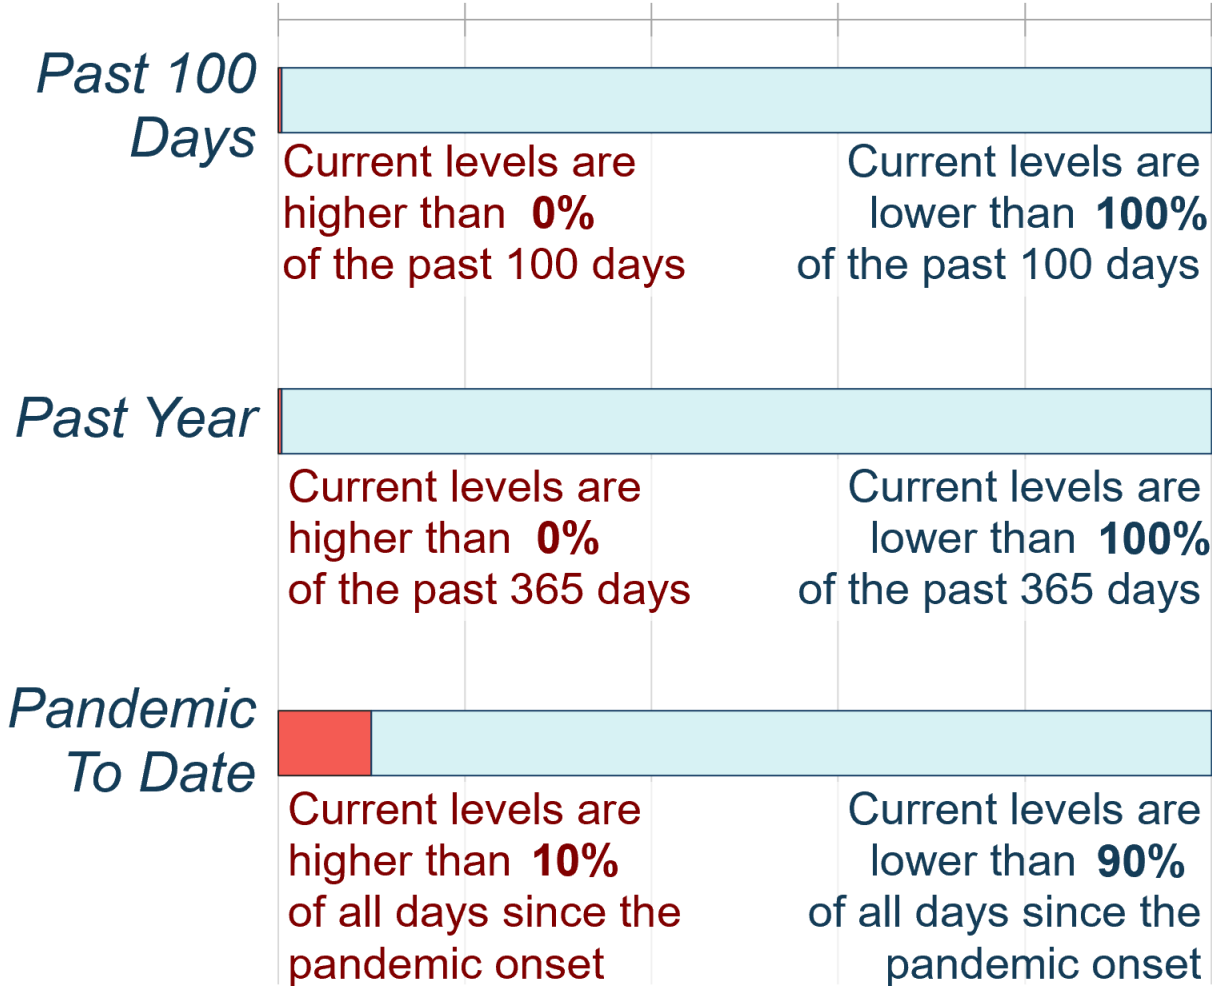 Past 100
Days
Current levels are
higher than 0%
of the past 100 days
Current levels are
lower than 100%
of the past 100 days
Past Year
Current levels are
higher than 0%
of the past 365 days
Current levels are
lower than 100%
of the past 365 days
Pandemic
To Date
Current levels are
higher than 10%
of all days since the
pandemic onset
Current levels are
lower than 90%
of all days since the
pandemic onset